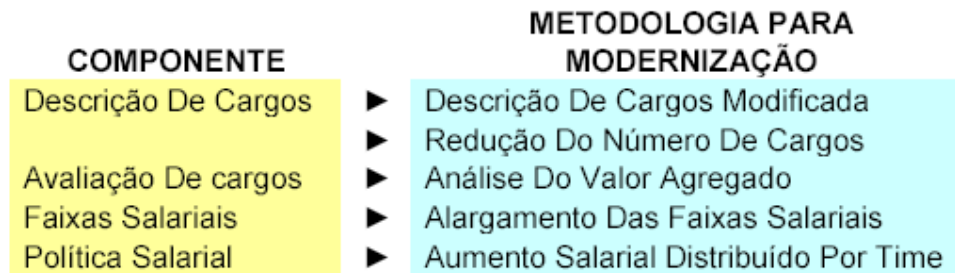 COMPONENTE
METODOLOGIA PARA
MODERNIZAÇÃO
Descrição De Cargos ► Descrição De Cargos Modificada
► Redução Do Número De Cargos
Avaliação De cargos ► Análise Do Valor Agregado
Faixas Salariais ► Alargamento Das Faixas Salariais
Política Salarial ► Aumento Salarial Distribuído Por Time